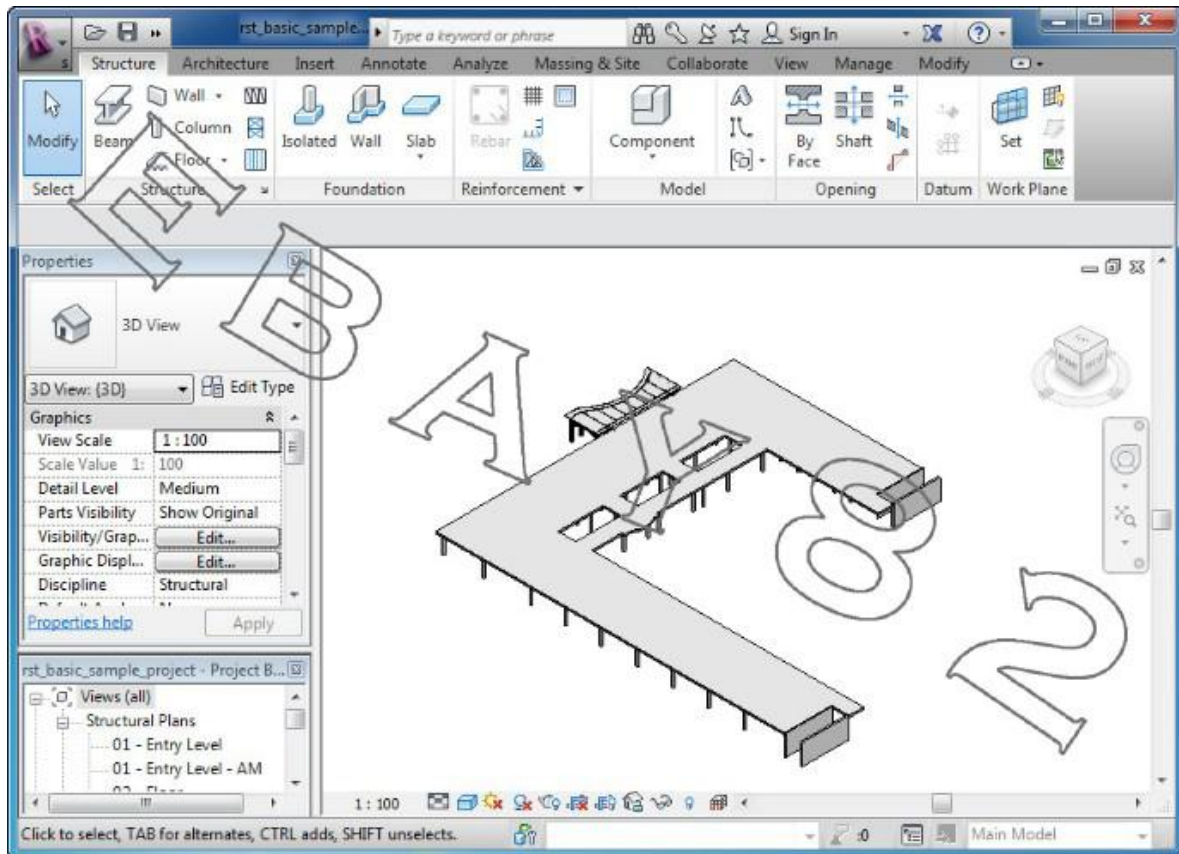 rst_basic_sample... Type a keyword or phrase Sign In
Structure Architecture Insert Annotate Analyze Massing & Site Collaborate View Manage Modify
Modify Beam Wall Column Floor Isolated Wall Slab Rebar Component By Face Shaft Set
Select Structure Foundation Reinforcement Model Opening Datum Work Plane
Properties
3D View
3D View: {3D} Edit Type
Graphics
View Scale 1 : 100
Scale Value 1: 100
Detail Level Medium
Parts Visibility Show Original
Visibility/Grap... Edit...
Graphic Displ... Edit...
Discipline Structural
Properties help Apply
rst_basic_sample_project - Project B...
Views (all)
Structural Plans
01 - Entry Level
01 - Entry Level - AM
1 : 100
Click to select, TAB for alternates, CTRL adds, SHIFT unselects. :0 Main Model
EBAY82